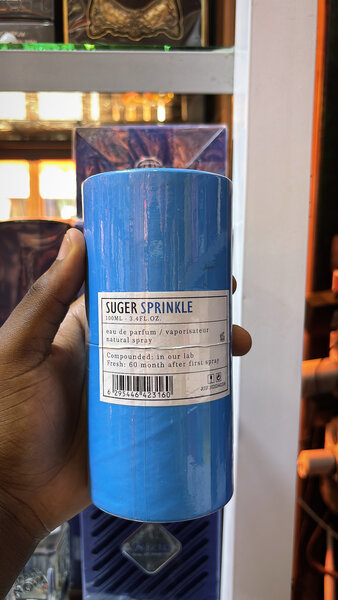 SUGER SPRINKLE
100ML - 3.4FL.OZ.
eau de parfum / vaporisateur
natural spray
Compounded: in our lab
Fresh: 60 month after first spray
6 295446 423160